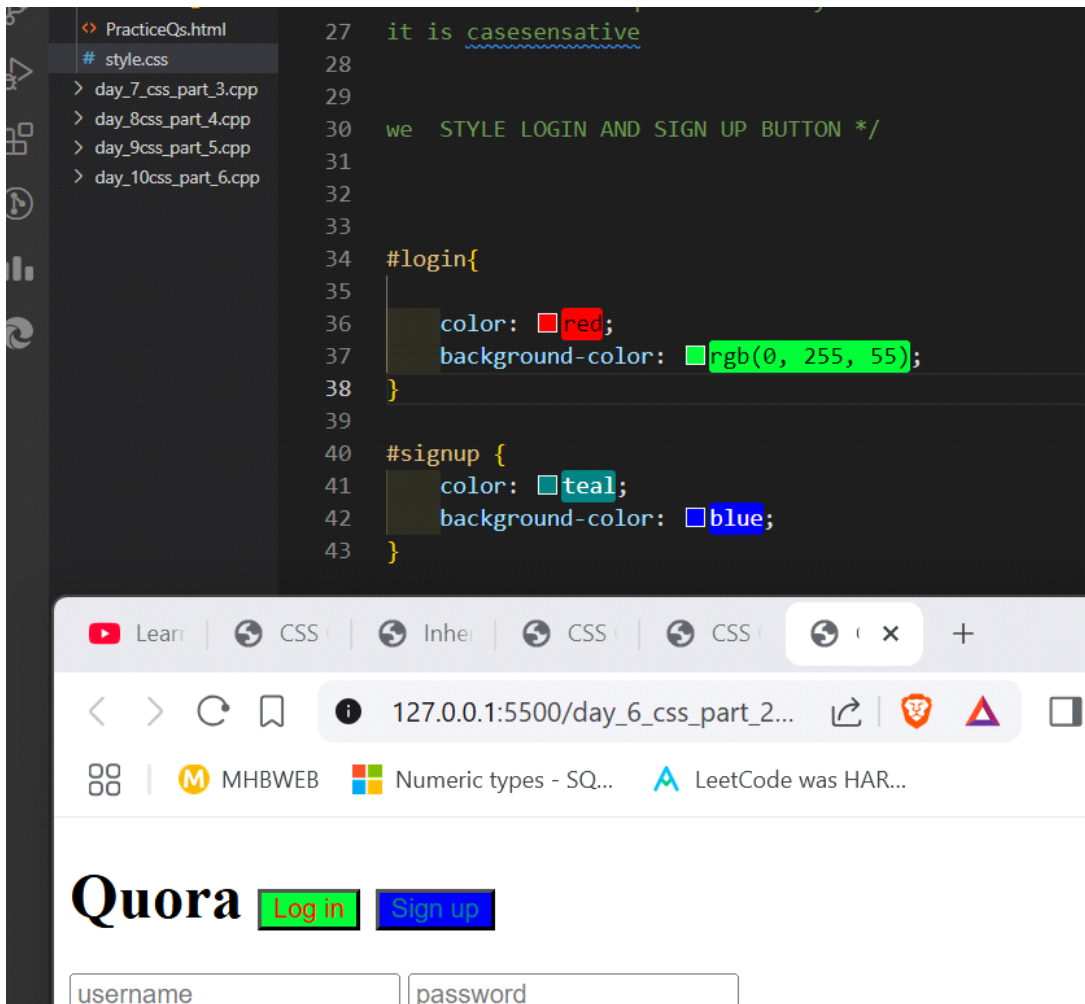 PracticeQs.html
# style.css
day_7_css_part_3.cpp
day_8css_part_4.cpp
day_9css_part_5.cpp
day_10css_part_6.cpp
27 it is casesensative
28
29
30 we STYLE LOGIN AND SIGN UP BUTTON */
31
32
33
34 #login{
35
36 color: red;
37 background-color: rgb(0, 255, 55);
38 }
39
40 #signup {
41 color: teal;
42 background-color: blue;
43 }
Lear CSS Inhe CSS CSS
127.0.0.1:5500/day_6_css_part_2...
MHBWEB Numeric types - SQ... LeetCode was HAR...
Quora Log in Sign up
username password